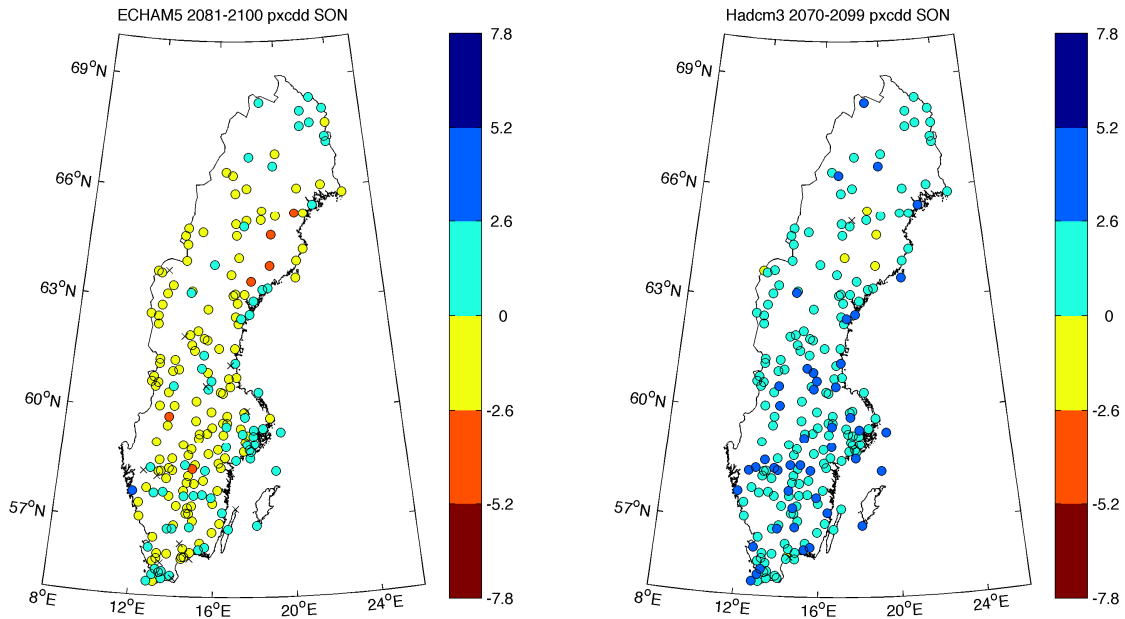 ECHAM5 2081-2100 pxcdd SON
69°N
66°N
63°N
60°N
57°N
8°E
12°E
16°E
20°E
24°E
7.8
5.2
2.6
0
-2.6
-5.2
-7.8
Hadcm3 2070-2099 pxcdd SON
69°N
66°N
63°N
60°N
57°N
8°E
12°E
16°E
20°E
24°E
7.8
5.2
2.6
0
-2.6
-5.2
-7.8